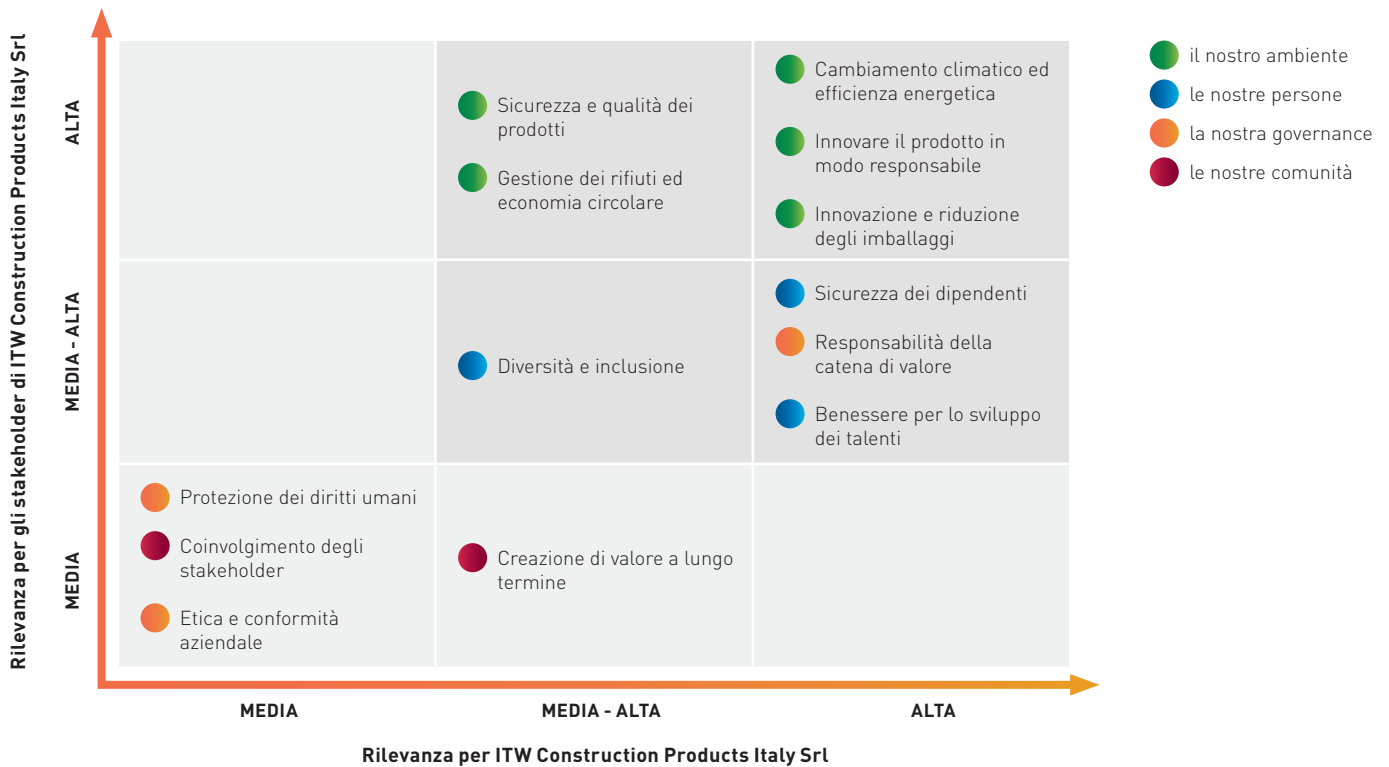 Rilevanza per gli stakeholder di ITW Construction Products Italy Srl
ALTA
MEDIA - ALTA
MEDIA
Sicurezza e qualità dei
prodotti
Gestione dei rifiuti ed
economia circolare
Cambiamento climatico ed
efficienza energetica
Innovare il prodotto in
modo responsabile
Innovazione e riduzione
degli imballaggi
Diversità e inclusione
Sicurezza dei dipendenti
Responsabilità della
catena di valore
Benessere per lo sviluppo
dei talenti
Protezione dei diritti umani
Coinvolgimento degli
stakeholder
Etica e conformità
aziendale
Creazione di valore a lungo
termine
MEDIA
MEDIA - ALTA
ALTA
Rilevanza per ITW Construction Products Italy Srl
il nostro ambiente
le nostre persone
la nostra governance
le nostre comunità